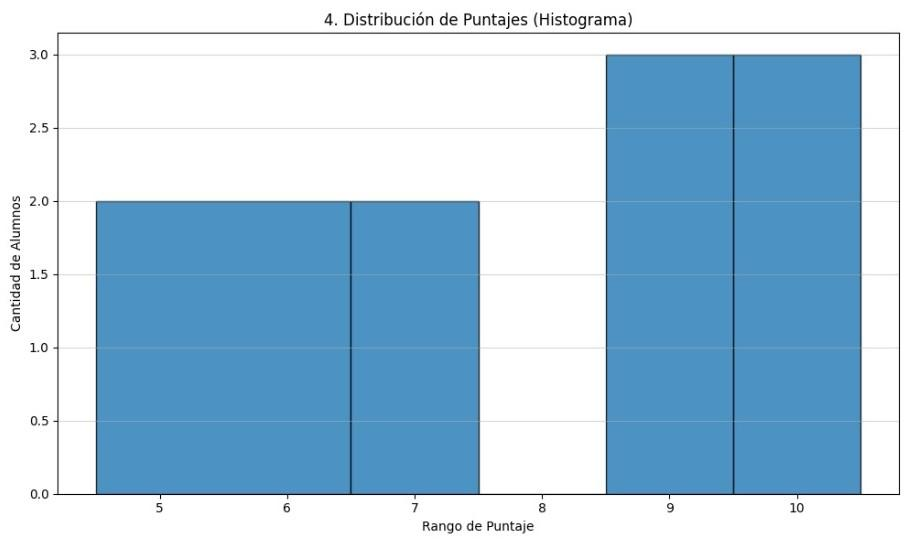 4. Distribución de Puntajes (Histograma)
Cantidad de Alumnos
3.0
2.5
2.0
1.5
1.0
0.5
0.0
5 6 7 8 9 10
Rango de Puntaje